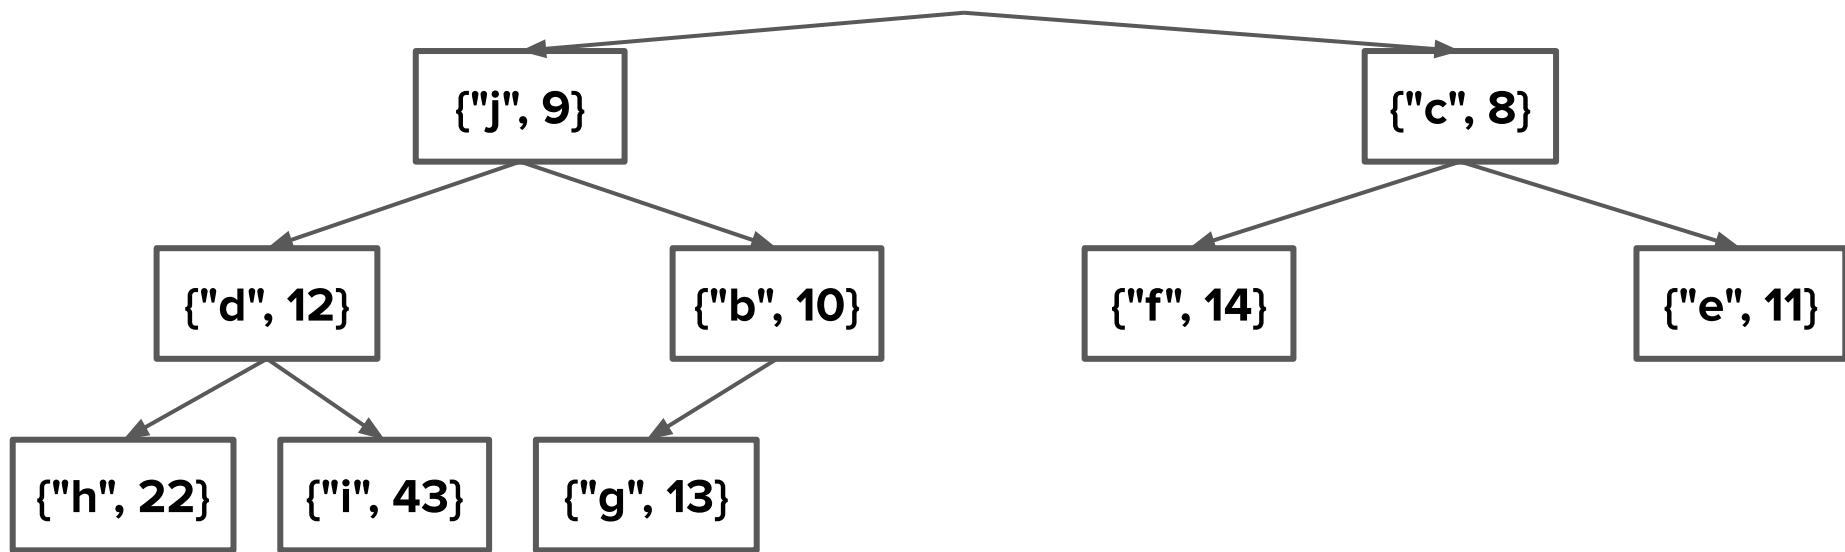 {"j", 9}
{"c", 8}
{"d", 12}
{"b", 10}
{"f", 14}
{"e", 11}
{"h", 22}
{"i", 43}
{"g", 13}